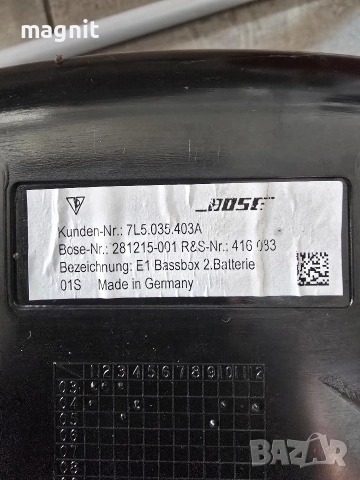 magnit
BOSE
Kunden-Nr.: 7L5.035.403A
Bose-Nr.: 281215-001 R&S-Nr.: 416 083
Bezeichnung: E1 Bassbox 2.Batterie
01S Made in Germany
1 2 3 4 5 6 7 8 9 10 11 12
03
04
05
06
07
08
BAZAR
bg